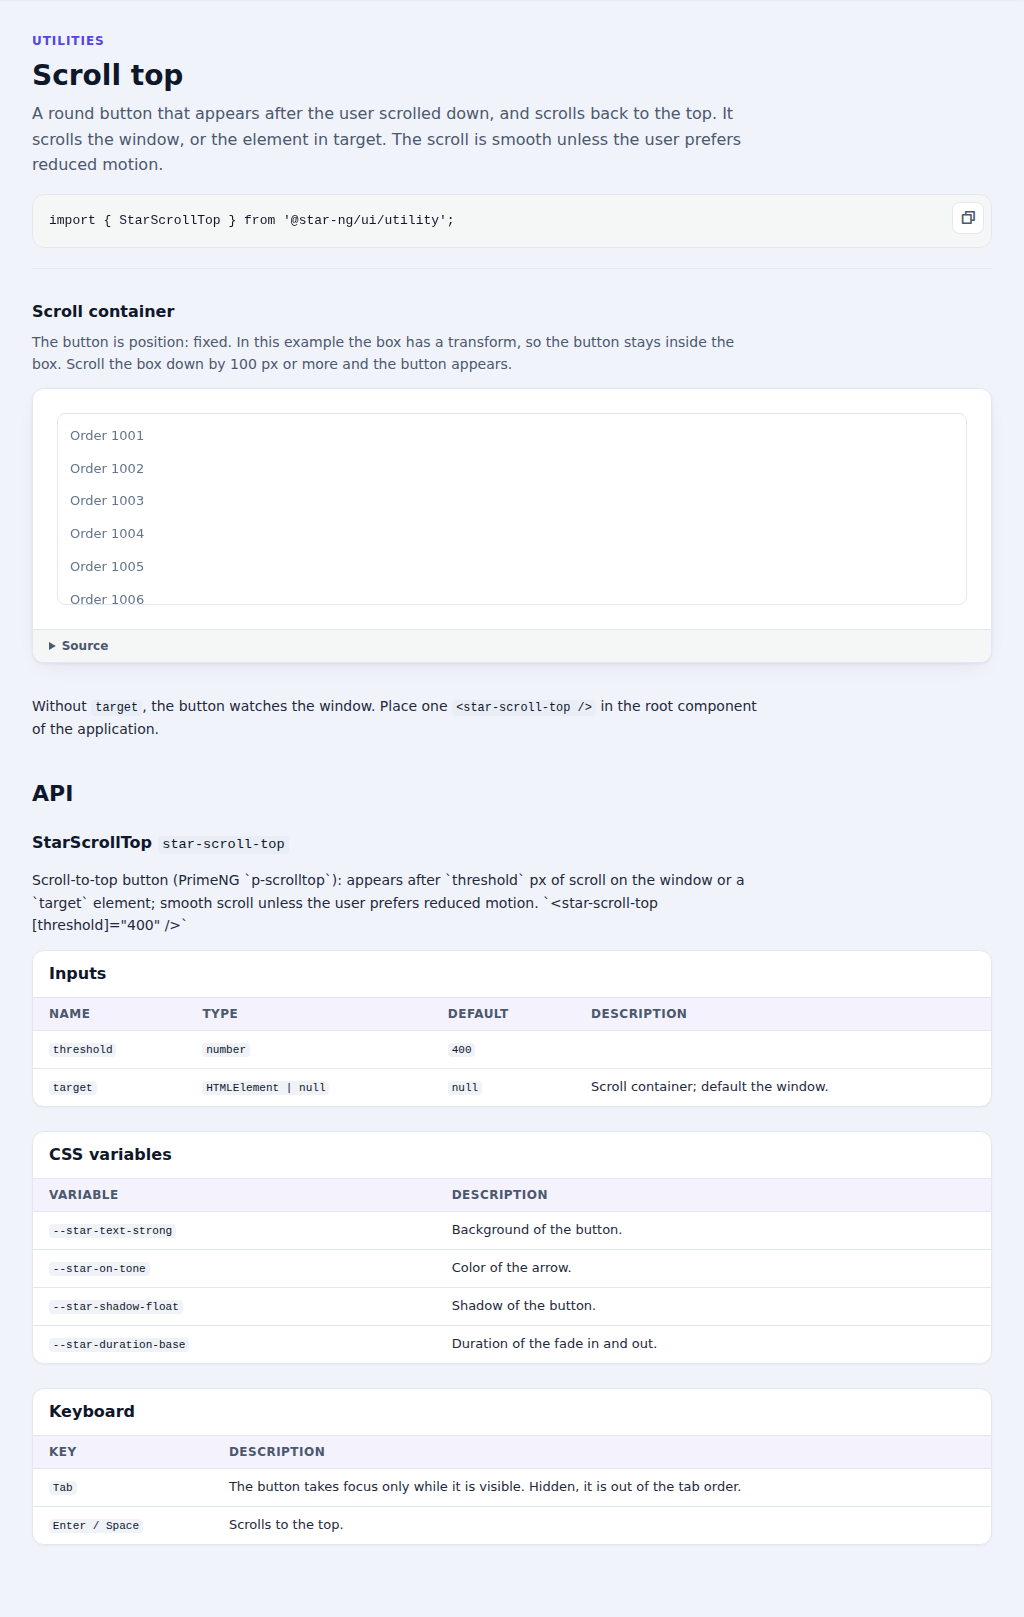 UTILITIES
Scroll top
A round button that appears after the user scrolled down, and scrolls back to the top. It
scrolls the window, or the element in target. The scroll is smooth unless the user prefers
reduced motion.
import { StarScrollTop } from '@star-ng/ui/utility';
Scroll container
The button is position: fixed. In this example the box has a transform, so the button stays inside the
box. Scroll the box down by 100 px or more and the button appears.
Order 1001
Order 1002
Order 1003
Order 1004
Order 1005
Order 1006
Source
Without target, the button watches the window. Place one <star-scroll-top /> in the root component
of the application.
API
StarScrollTop star-scroll-top
Scroll-to-top button (PrimeNG `p-scrolltop`): appears after `threshold` px of scroll on the window or a
`target` element; smooth scroll unless the user prefers reduced motion. `<star-scroll-top
[threshold]="400" />`
Inputs
NAME TYPE DEFAULT DESCRIPTION
threshold number 400
target HTMLElement | null null Scroll container; default the window.
CSS variables
VARIABLE DESCRIPTION
--star-text-strong Background of the button.
--star-on-tone Color of the arrow.
--star-shadow-float Shadow of the button.
--star-duration-base Duration of the fade in and out.
Keyboard
KEY DESCRIPTION
Tab The button takes focus only while it is visible. Hidden, it is out of the tab order.
Enter / Space Scrolls to the top.